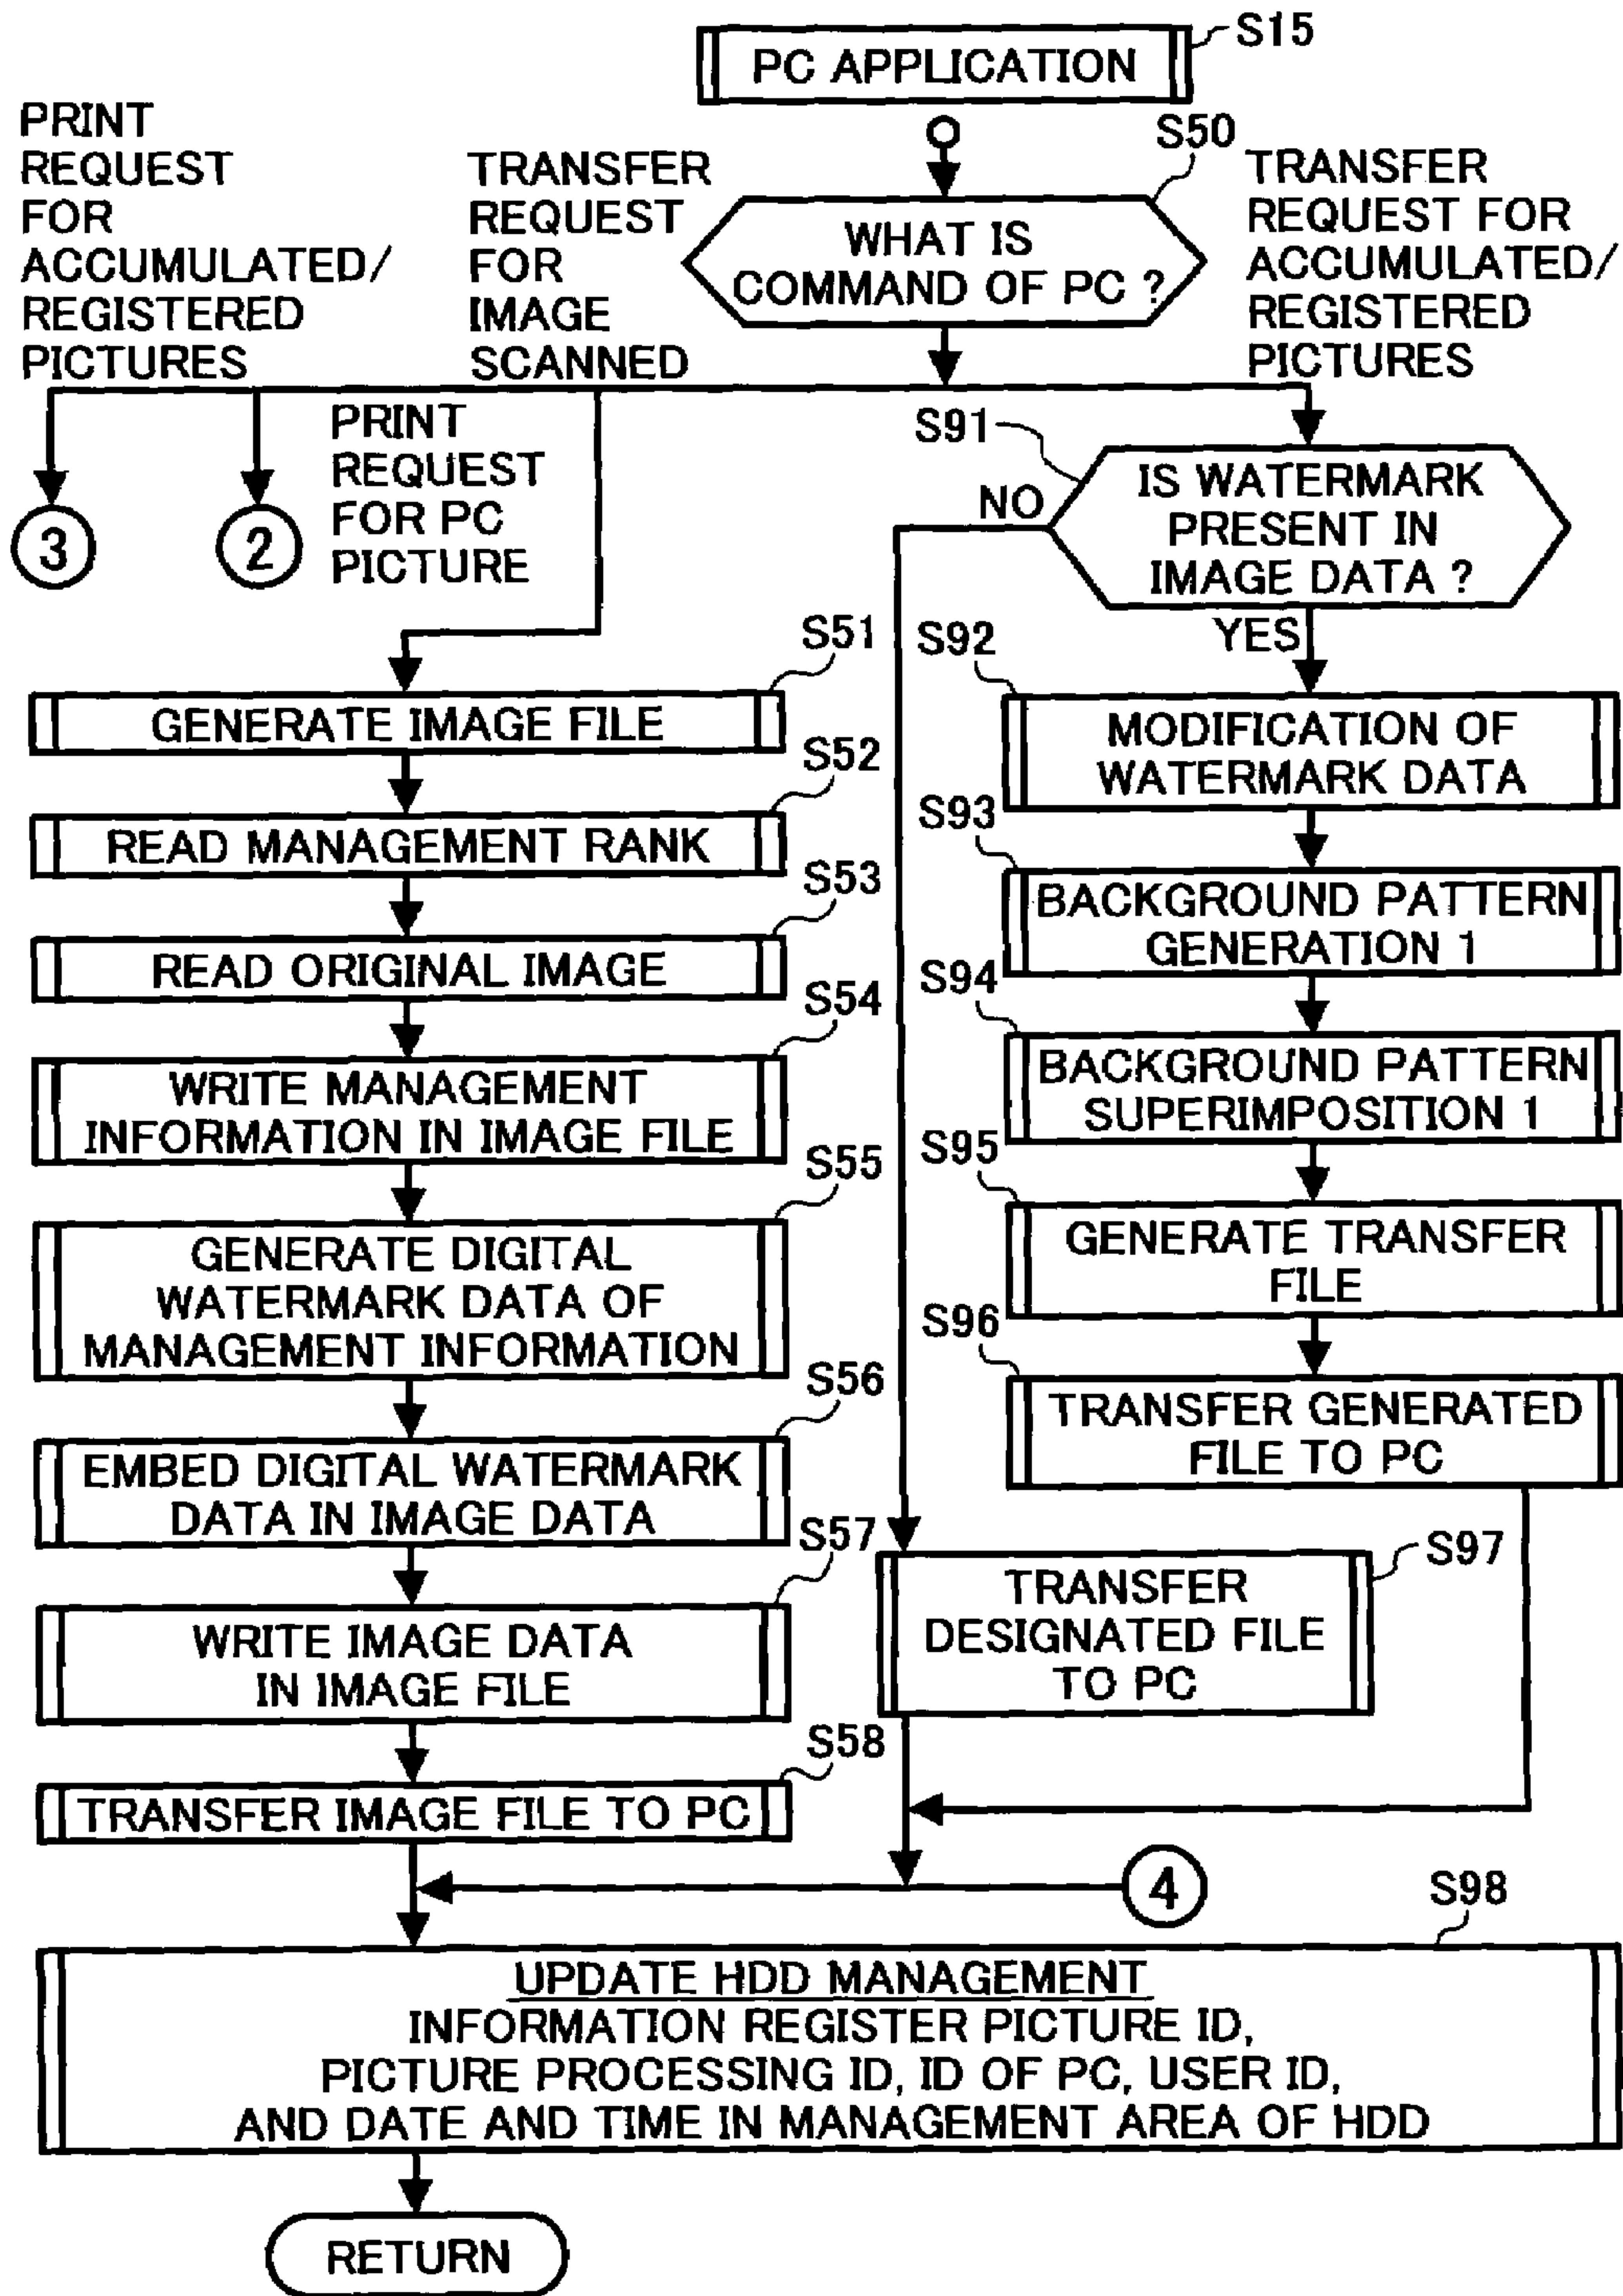 PC APPLICATION
S15
PRINT
REQUEST
FOR
ACCUMULATED/
REGISTERED
PICTURES
TRANSFER
REQUEST
FOR
IMAGE
SCANNED
S50
WHAT IS
COMMAND OF PC ?
TRANSFER
REQUEST FOR
ACCUMULATED/
REGISTERED
PICTURES
3
2
PRINT
REQUEST
FOR PC
PICTURE
S91
IS WATERMARK
PRESENT IN
IMAGE DATA ?
NO
YES
S51
GENERATE IMAGE FILE
S52
READ MANAGEMENT RANK
S53
READ ORIGINAL IMAGE
S54
WRITE MANAGEMENT
INFORMATION IN IMAGE FILE
S55
GENERATE DIGITAL
WATERMARK DATA OF
MANAGEMENT INFORMATION
S56
EMBED DIGITAL WATERMARK
DATA IN IMAGE DATA
S57
WRITE IMAGE DATA
IN IMAGE FILE
S58
TRANSFER IMAGE FILE TO PC
S92
MODIFICATION OF
WATERMARK DATA
S93
BACKGROUND PATTERN
GENERATION 1
S94
BACKGROUND PATTERN
SUPERIMPOSITION 1
S95
GENERATE TRANSFER
FILE
S96
TRANSFER GENERATED
FILE TO PC
S97
TRANSFER
DESIGNATED FILE
TO PC
4
S98
UPDATE HDD MANAGEMENT
INFORMATION REGISTER PICTURE ID,
PICTURE PROCESSING ID, ID OF PC, USER ID,
AND DATE AND TIME IN MANAGEMENT AREA OF HDD
RETURN